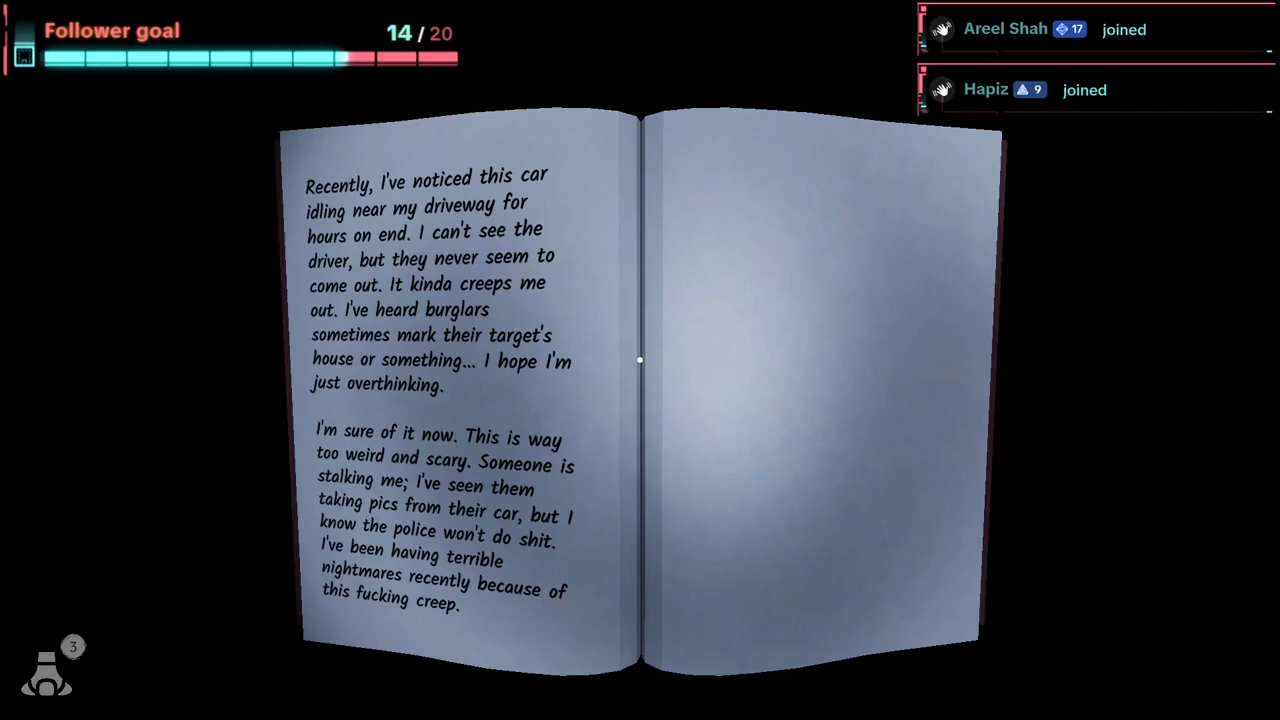 Follower goal
14 / 20
Areel Shah 17 joined
Hapiz 9 joined
Recently, I've noticed this car
idling near my driveway for
hours on end. I can't see the
driver, but they never seem to
come out. It kinda creeps me
out. I've heard burglars
sometimes mark their target's
house or something... I hope I'm
just overthinking.
I'm sure of it now. This is way
too weird and scary. Someone is
stalking me; I've seen them
taking pics from their car, but I
know the police won't do shit.
I've been having terrible
nightmares recently because of
this fucking creep.
3